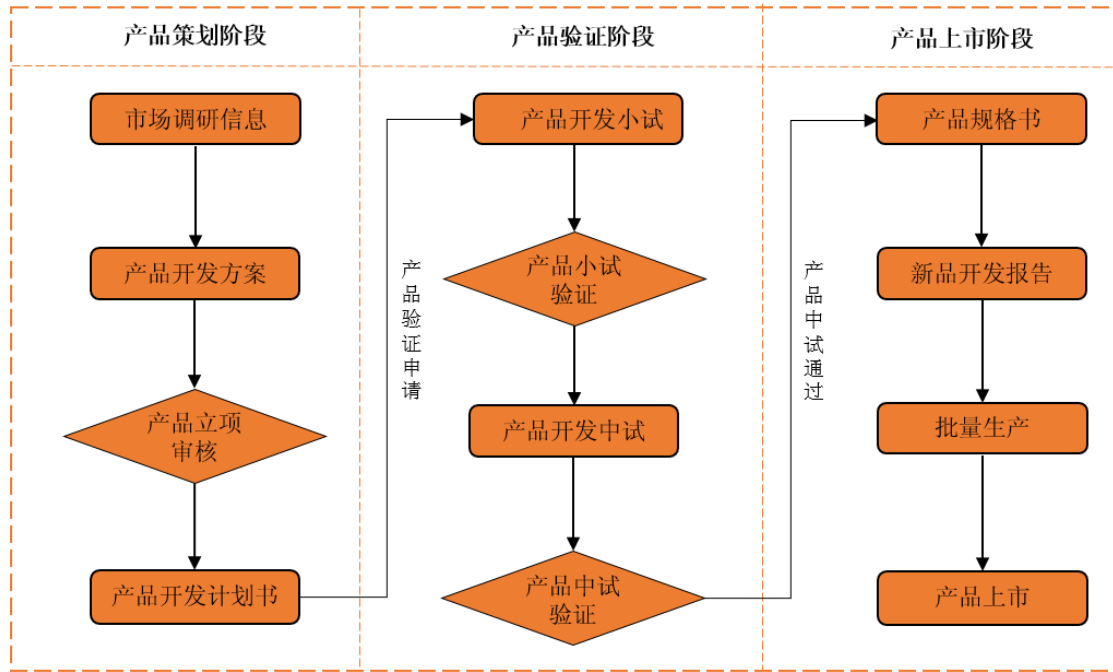 产品策划阶段
产品验证阶段
产品上市阶段
市场调研信息
产品开发方案
产品立项
审核
产品开发计划书
产品验证申请
产品开发小试
产品小试
验证
产品开发中试
产品中试
验证
产品中试通过
产品规格书
新品开发报告
批量生产
产品上市